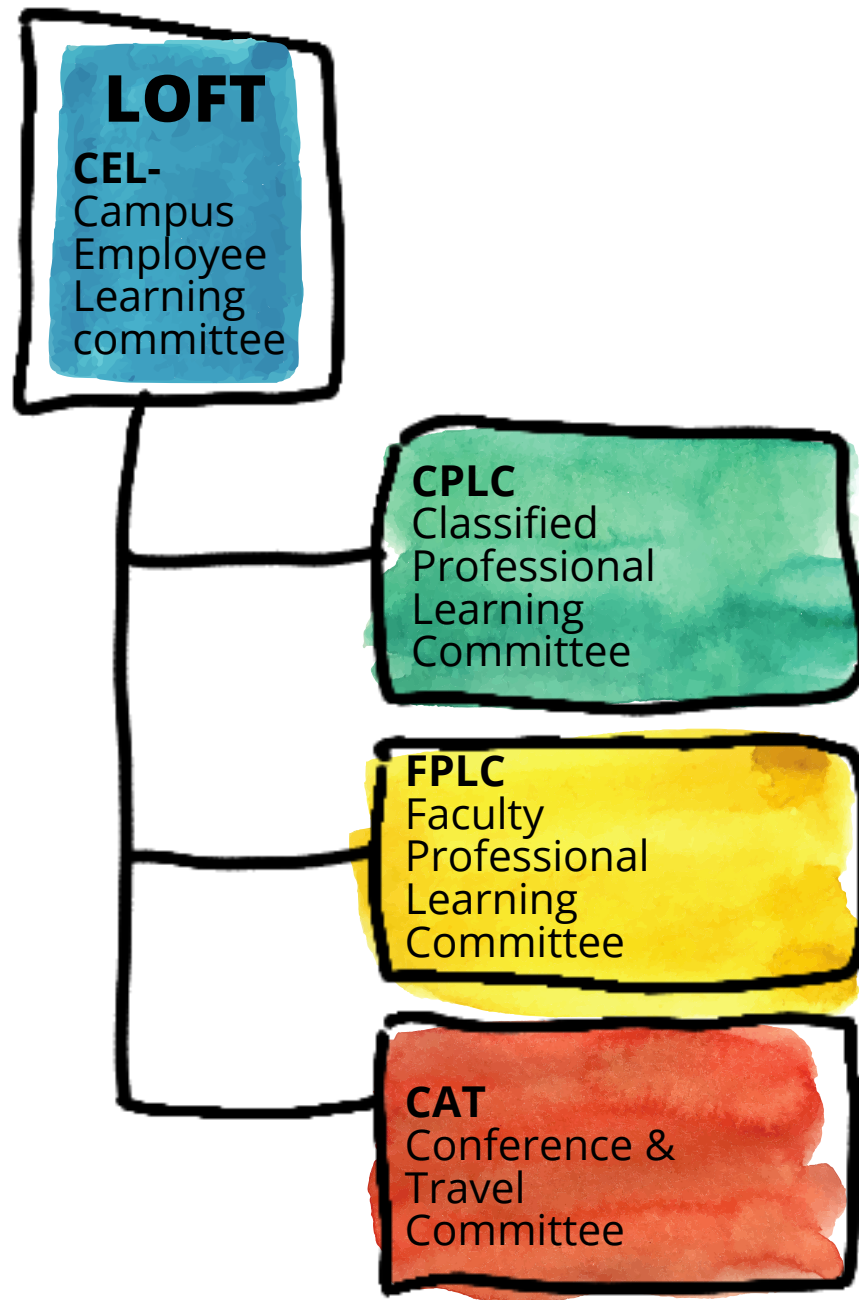 LOFT
CEL-
Campus
Employee
Learning
committee
CPLC
Classified
Professional
Learning
Committee
FPLC
Faculty
Professional
Learning
Committee
CAT
Conference &
Travel
Committee